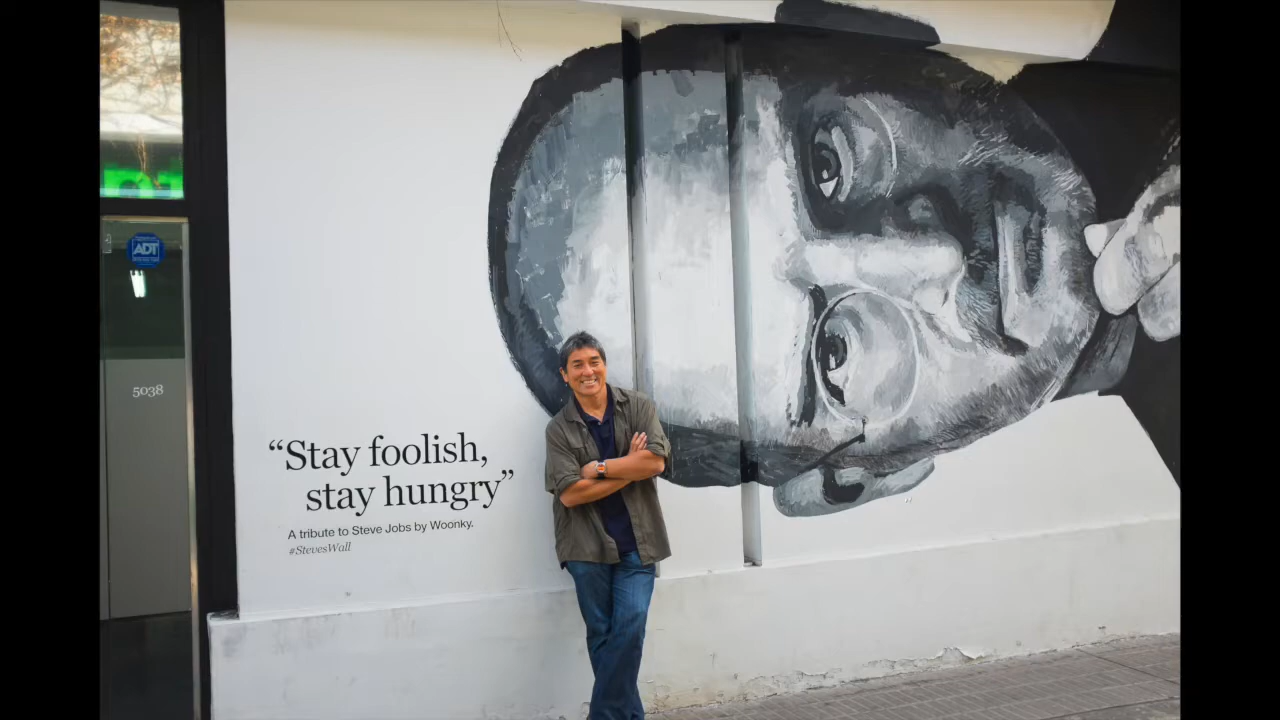 ADT
5038
“Stay foolish,
stay hungry”
A tribute to Steve Jobs by Woonky.
#StevesWall